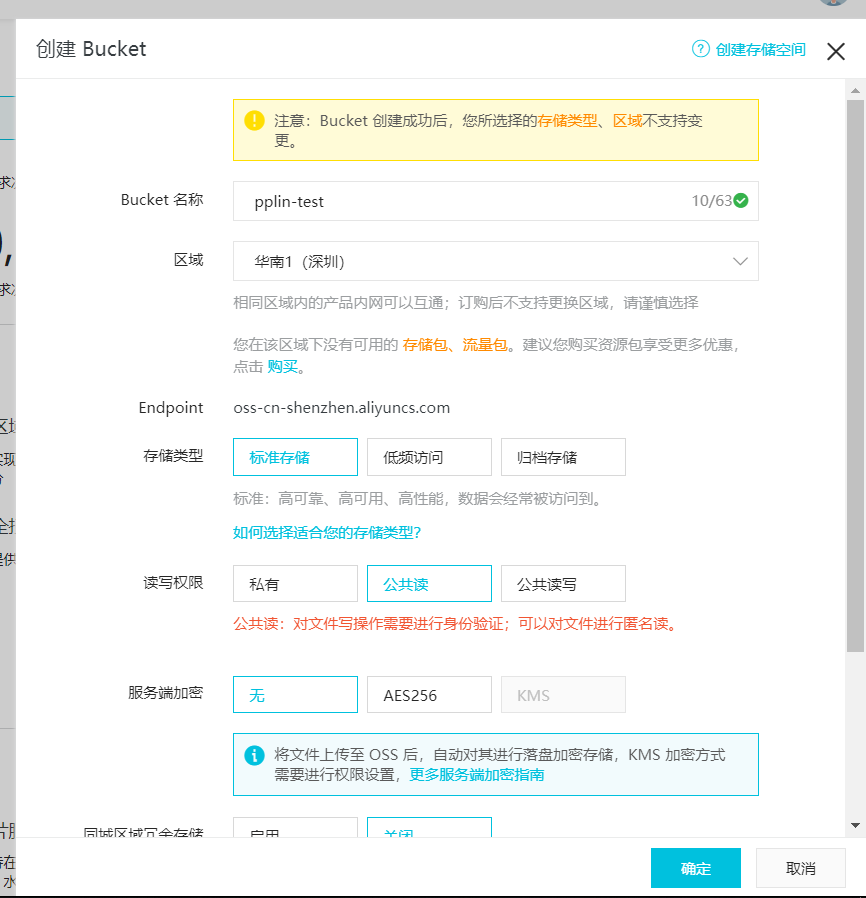 创建 Bucket
创建存储空间
注意：Bucket 创建成功后，您所选择的存储类型、区域不支持变
更。
Bucket 名称
pplin-test
10/63
区域
华南1（深圳）
相同区域内的产品内网可以互通；订购后不支持更换区域，请谨慎选择
您在该区域下没有可用的 存储包、流量包。建议您购买资源包享受更多优惠，
点击 购买。
Endpoint
oss-cn-shenzhen.aliyuncs.com
存储类型
标准存储
低频访问
归档存储
标准：高可靠、高可用、高性能，数据会经常被访问到。
如何选择适合您的存储类型?
读写权限
私有
公共读
公共读写
公共读：对文件写操作需要进行身份验证；可以对文件进行匿名读。
服务端加密
无
AES256
KMS
将文件上传至 OSS 后，自动对其进行落盘加密存储，KMS 加密方式
需要进行权限设置，更多服务端加密指南
同城区域冗余存储
启用
关闭
确定
取消